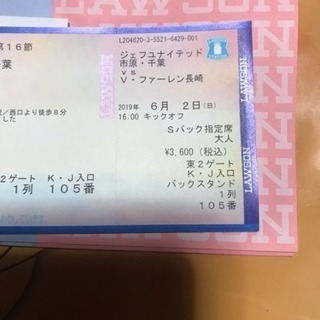 L204620-3-5521-6429-001
第16節
千葉
/西口より徒歩8分
した
2ゲート K・J入口
1列 105番
ジェフユナイテッド
市原・千葉
vs
V・ファーレン長崎
2019年 6月 2日(日)
16:00 キックオフ
Sバック指定席
大人
¥3,600(税込)
東2ゲート
K・J入口
バックスタンド
1列
105番
LAWSON
LAWSON
LAWSON